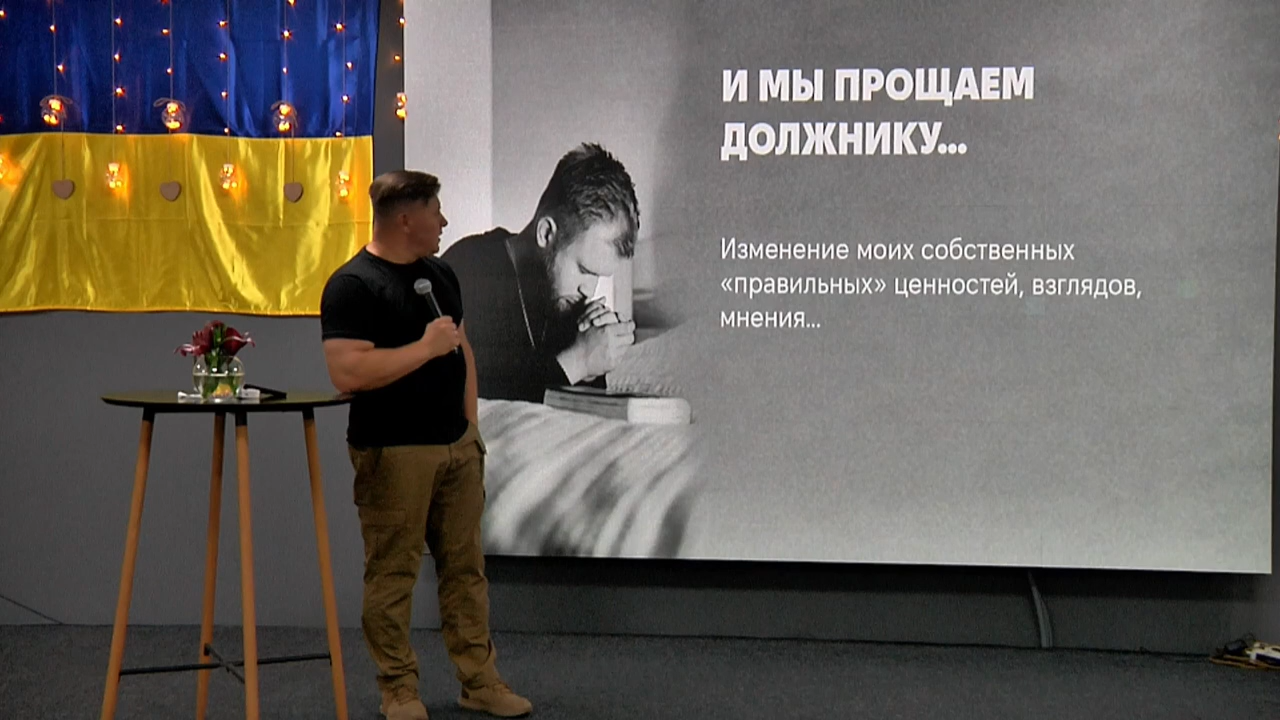 И МЫ ПРОЩАЕМ
ДОЛЖНИКУ...
Изменение моих собственных
«правильных» ценностей, взглядов,
мнения...